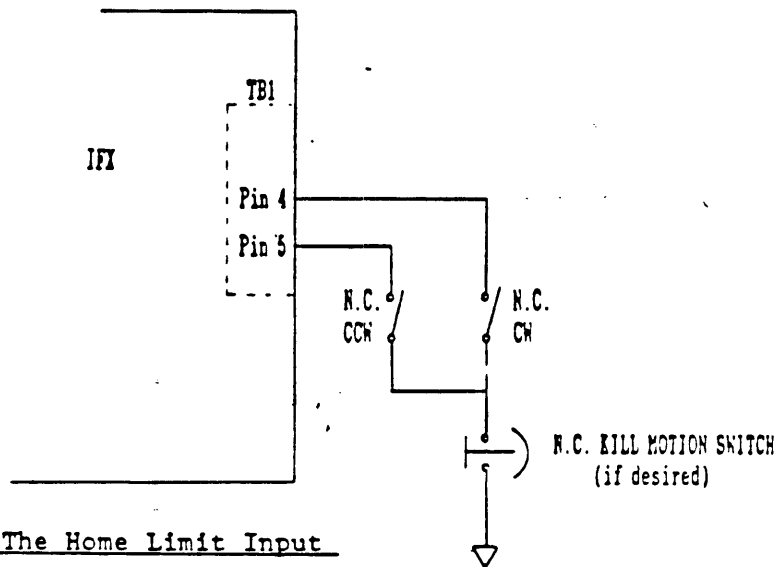 TB1
IFX
Pin 4
Pin 5
N.C.
CCW
N.C.
CW
N.C. KILL MOTION SWITCH
(if desired)
The Home Limit Input